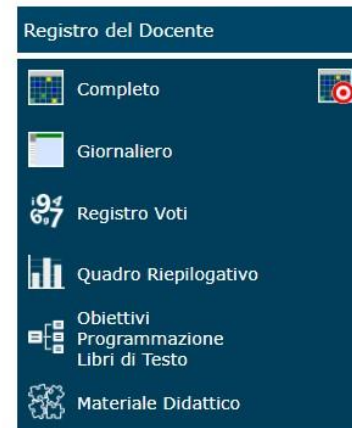 Registro del Docente
Completo
Giornaliero
Registro Voti
Quadro Riepilogativo
Obiettivi
Programmazione
Libri di Testo
Materiale Didattico